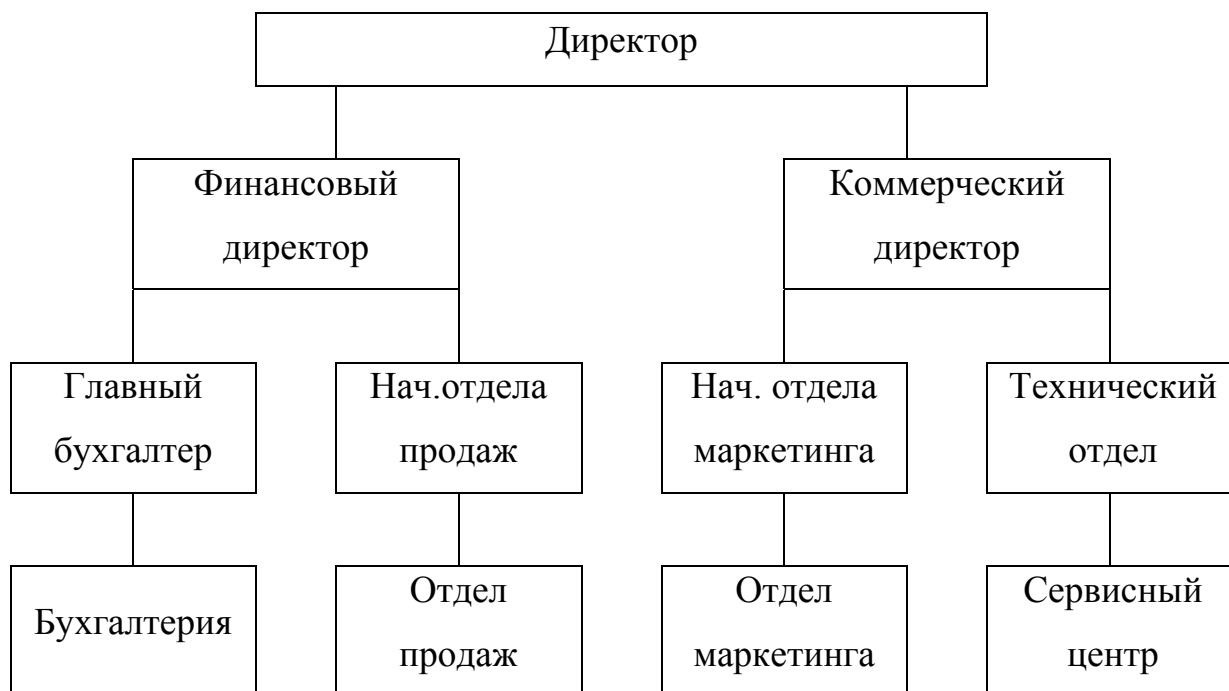 Директор
Финансовый
директор
Коммерческий
директор
Главный
бухгалтер
Нач.отдела
продаж
Нач. отдела
маркетинга
Технический
отдел
Бухгалтерия
Отдел
продаж
Отдел
маркетинга
Сервисный
центр